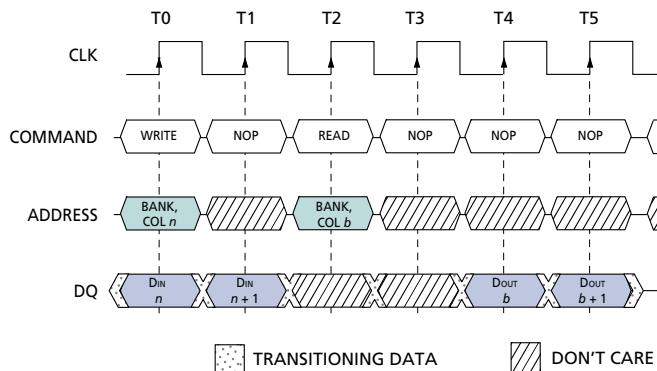 T0 T1 T2 T3 T4 T5
CLK
COMMAND WRITE NOP READ NOP NOP NOP
ADDRESS BANK, COL n BANK, COL b
DQ DIN n DIN n + 1 DOUT b DOUT b + 1
TRANSITIONING DATA DON'T CARE